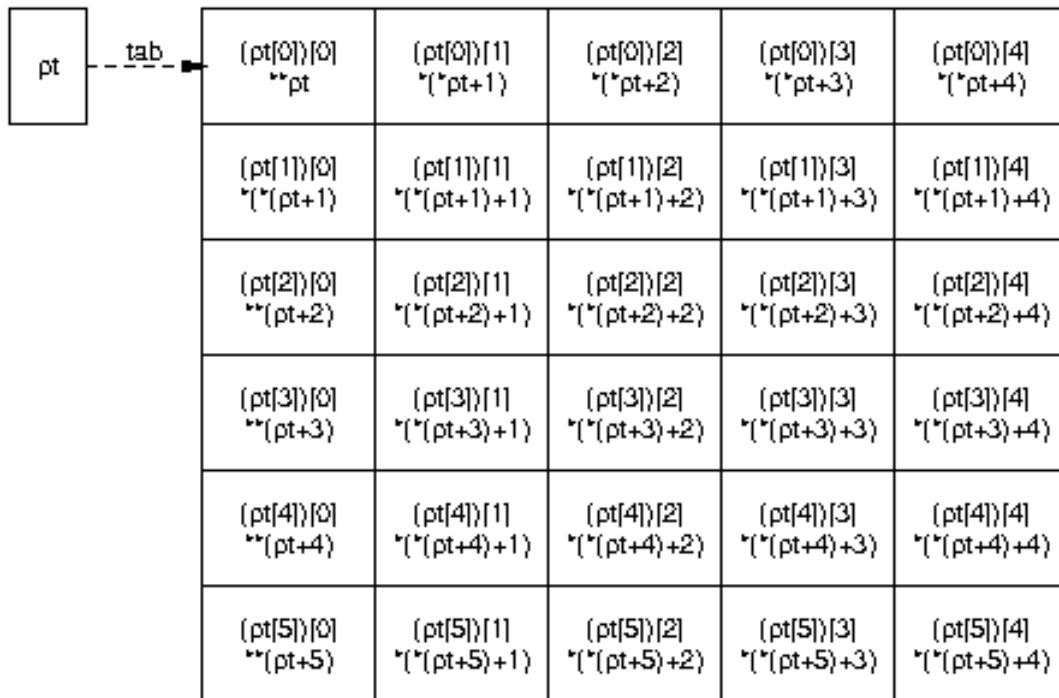 pt
tab
(pt[0])[0]
**pt
(pt[0])[1]
*(*pt+1)
(pt[0])[2]
*(*pt+2)
(pt[0])[3]
*(*pt+3)
(pt[0])[4]
*(*pt+4)
(pt[1])[0]
*(*(pt+1)
(pt[1])[1]
*(*(pt+1)+1)
(pt[1])[2]
*(*(pt+1)+2)
(pt[1])[3]
*(*(pt+1)+3)
(pt[1])[4]
*(*(pt+1)+4)
(pt[2])[0]
**(pt+2)
(pt[2])[1]
*(*(pt+2)+1)
(pt[2])[2]
*(*(pt+2)+2)
(pt[2])[3]
*(*(pt+2)+3)
(pt[2])[4]
*(*(pt+2)+4)
(pt[3])[0]
**(pt+3)
(pt[3])[1]
*(*(pt+3)+1)
(pt[3])[2]
*(*(pt+3)+2)
(pt[3])[3]
*(*(pt+3)+3)
(pt[3])[4]
*(*(pt+3)+4)
(pt[4])[0]
**(pt+4)
(pt[4])[1]
*(*(pt+4)+1)
(pt[4])[2]
*(*(pt+4)+2)
(pt[4])[3]
*(*(pt+4)+3)
(pt[4])[4]
*(*(pt+4)+4)
(pt[5])[0]
**(pt+5)
(pt[5])[1]
*(*(pt+5)+1)
(pt[5])[2]
*(*(pt+5)+2)
(pt[5])[3]
*(*(pt+5)+3)
(pt[5])[4]
*(*(pt+5)+4)